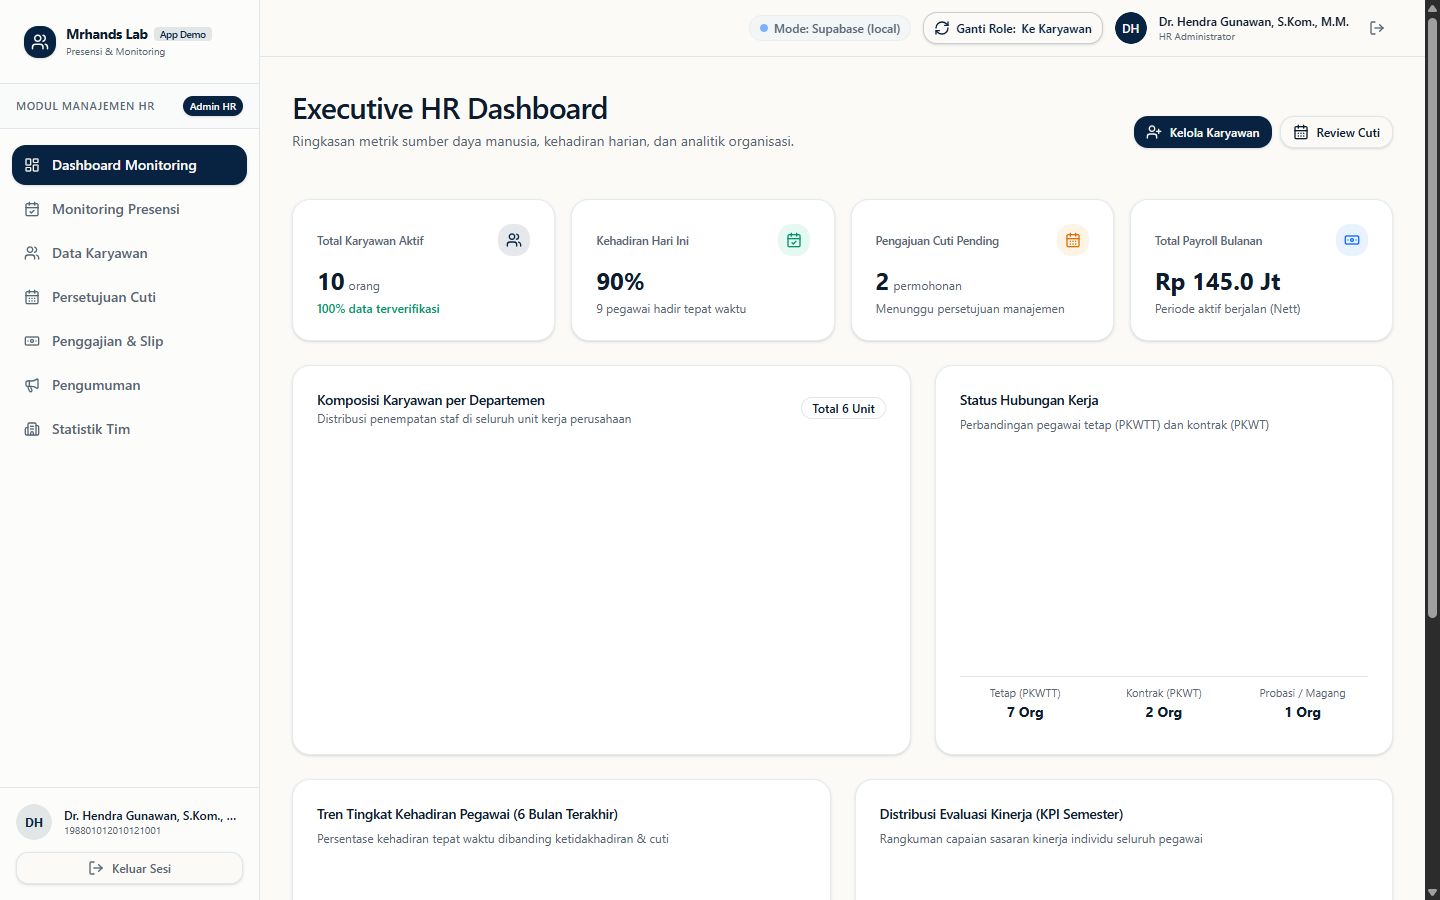 Mrhands Lab App Demo
Presensi & Monitoring
MODUL MANAJEMEN HR Admin HR
Dashboard Monitoring
Monitoring Presensi
Data Karyawan
Persetujuan Cuti
Penggajian & Slip
Pengumuman
Statistik Tim
DH Dr. Hendra Gunawan, S.Kom., ...
198801012010121001
Keluar Sesi
Mode: Supabase (local)
Ganti Role: Ke Karyawan
DH Dr. Hendra Gunawan, S.Kom., M.M.
HR Administrator
Executive HR Dashboard
Ringkasan metrik sumber daya manusia, kehadiran harian, dan analitik organisasi.
Kelola Karyawan
Review Cuti
Total Karyawan Aktif
10 orang
100% data terverifikasi
Kehadiran Hari Ini
90%
9 pegawai hadir tepat waktu
Pengajuan Cuti Pending
2 permohonan
Menunggu persetujuan manajemen
Total Payroll Bulanan
Rp 145.0 Jt
Periode aktif berjalan (Nett)
Komposisi Karyawan per Departemen
Distribusi penempatan staf di seluruh unit kerja perusahaan
Total 6 Unit
Status Hubungan Kerja
Perbandingan pegawai tetap (PKWTT) dan kontrak (PKWT)
Tetap (PKWTT) Kontrak (PKWT) Probasi / Magang
7 Org 2 Org 1 Org
Tren Tingkat Kehadiran Pegawai (6 Bulan Terakhir)
Persentase kehadiran tepat waktu dibanding ketidakhadiran & cuti
Distribusi Evaluasi Kinerja (KPI Semester)
Rangkuman capaian sasaran kinerja individu seluruh pegawai